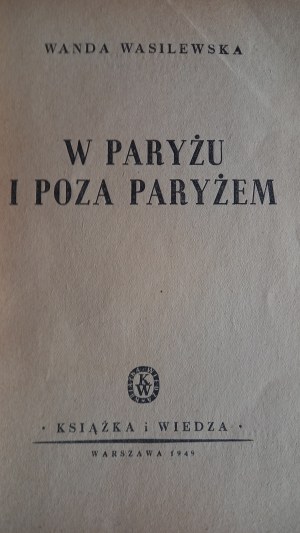 WANDA WASILEWSKA
W PARYŻU
I POZA PARYŻEM
KW
• KSIĄŻKA i WIEDZA •
WARSZAWA 1949